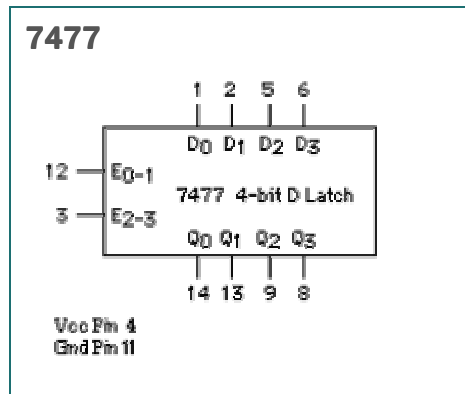 7477
1 2 5 6
D0 D1 D2 D3
12 E0-1
7477 4-bit D Latch
3 E2-3
Q0 Q1 Q2 Q3
14 13 9 8
Vcc Pin 4
Gnd Pin 11